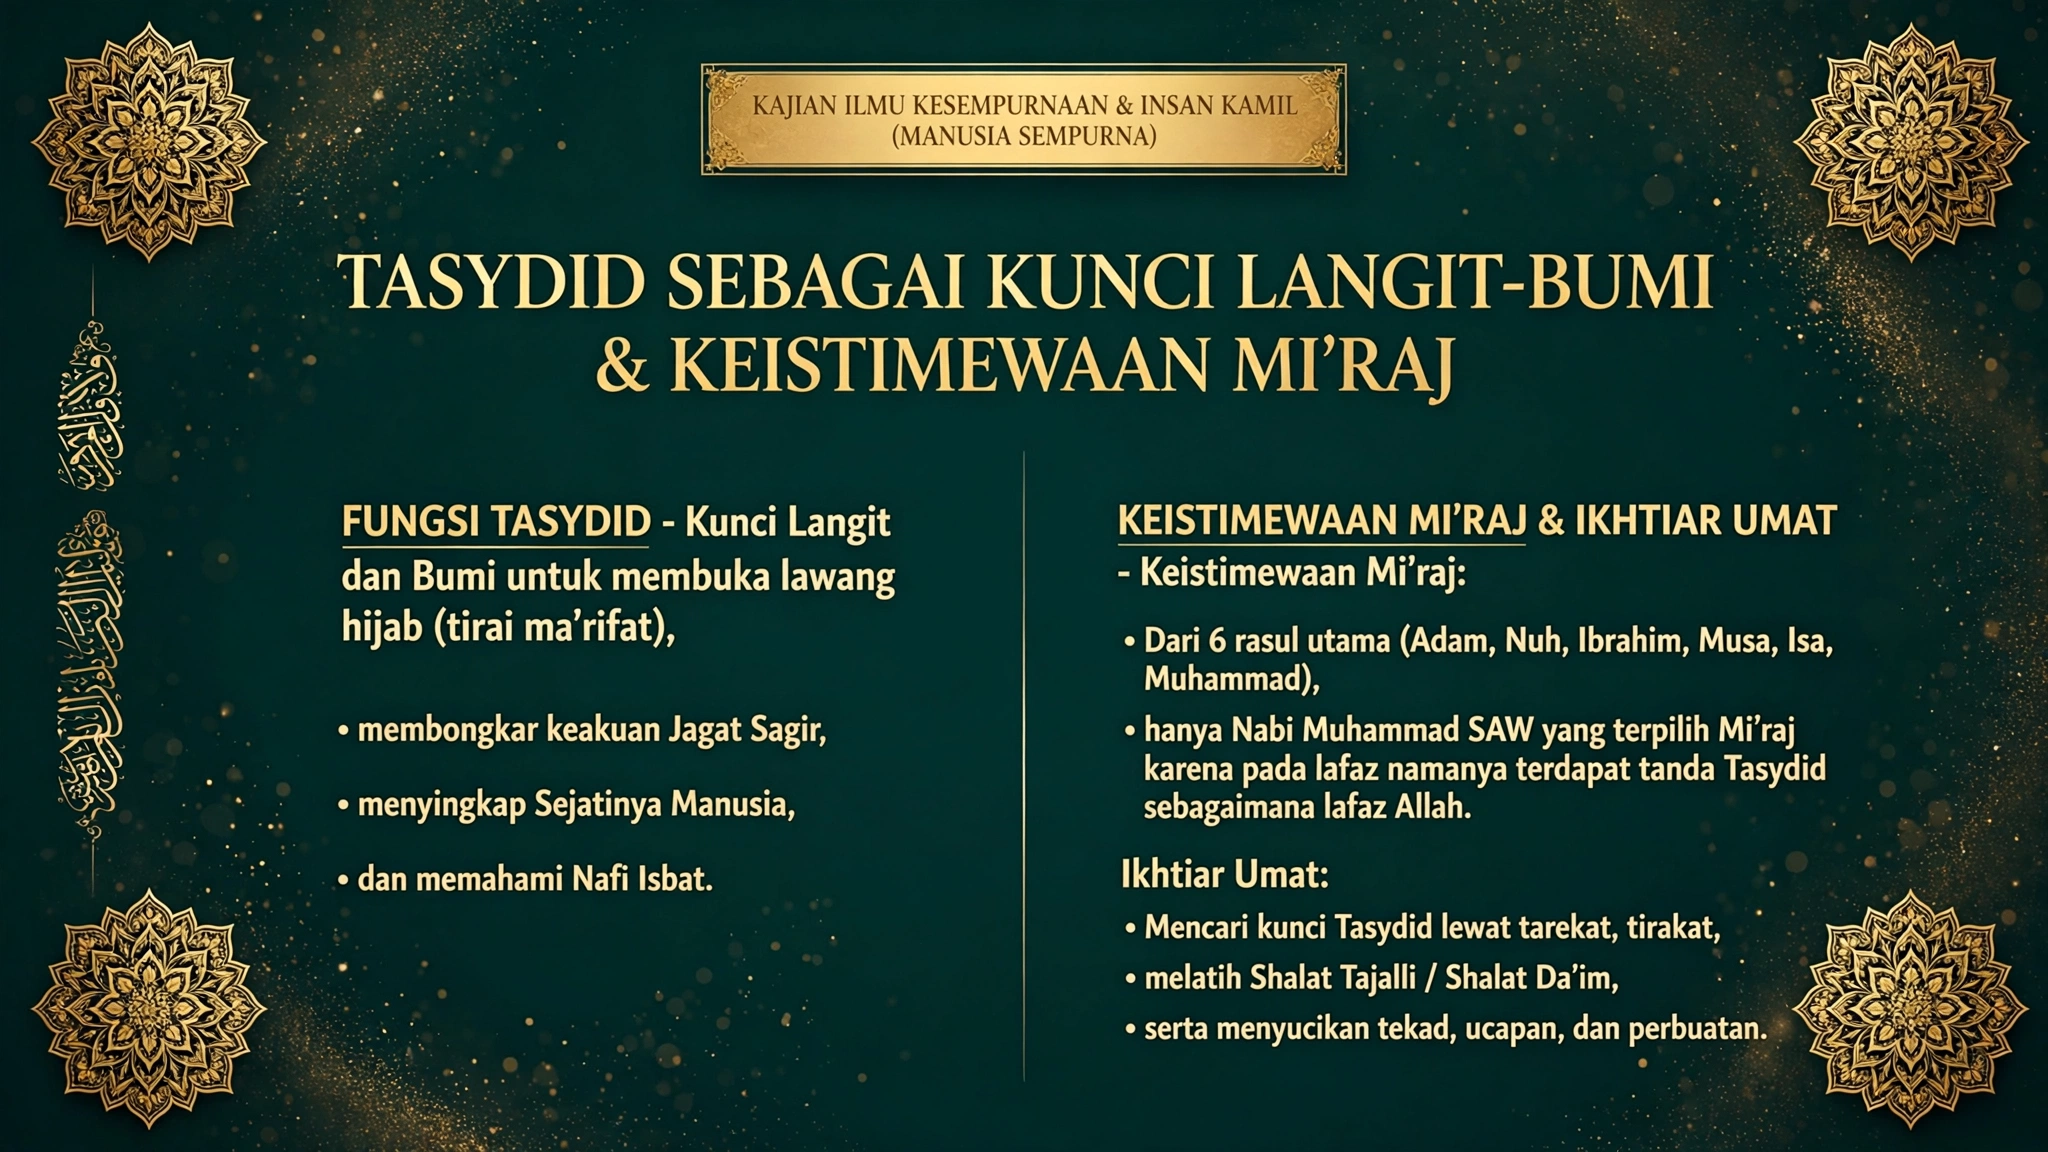 KAJIAN ILMU KESEMPURNAAN & INSAN KAMIL
(MANUSIA SEMPURNA)
TASYDID SEBAGAI KUNCI LANGIT-BUMI
& KEISTIMEWAAN MI’RAJ
FUNGSI TASYDID - Kunci Langit
dan Bumi untuk membuka lawang
hijab (tirai ma’rifat),
• membongkar keakuan Jagat Sagir,
• menyingkap Sejatinya Manusia,
• dan memahami Nafi Isbat.
KEISTIMEWAAN MI’RAJ & IKHTIAR UMAT
- Keistimewaan Mi’raj:
• Dari 6 rasul utama (Adam, Nuh, Ibrahim, Musa, Isa,
Muhammad),
• hanya Nabi Muhammad SAW yang terpilih Mi’raj
karena pada lafaz namanya terdapat tanda Tasydid
sebagaimana lafaz Allah.
Ikhtiar Umat:
• Mencari kunci Tasydid lewat tarekat, tirakat,
• melatih Shalat Tajalli / Shalat Da’im,
• serta menyucikan tekad, ucapan, dan perbuatan.